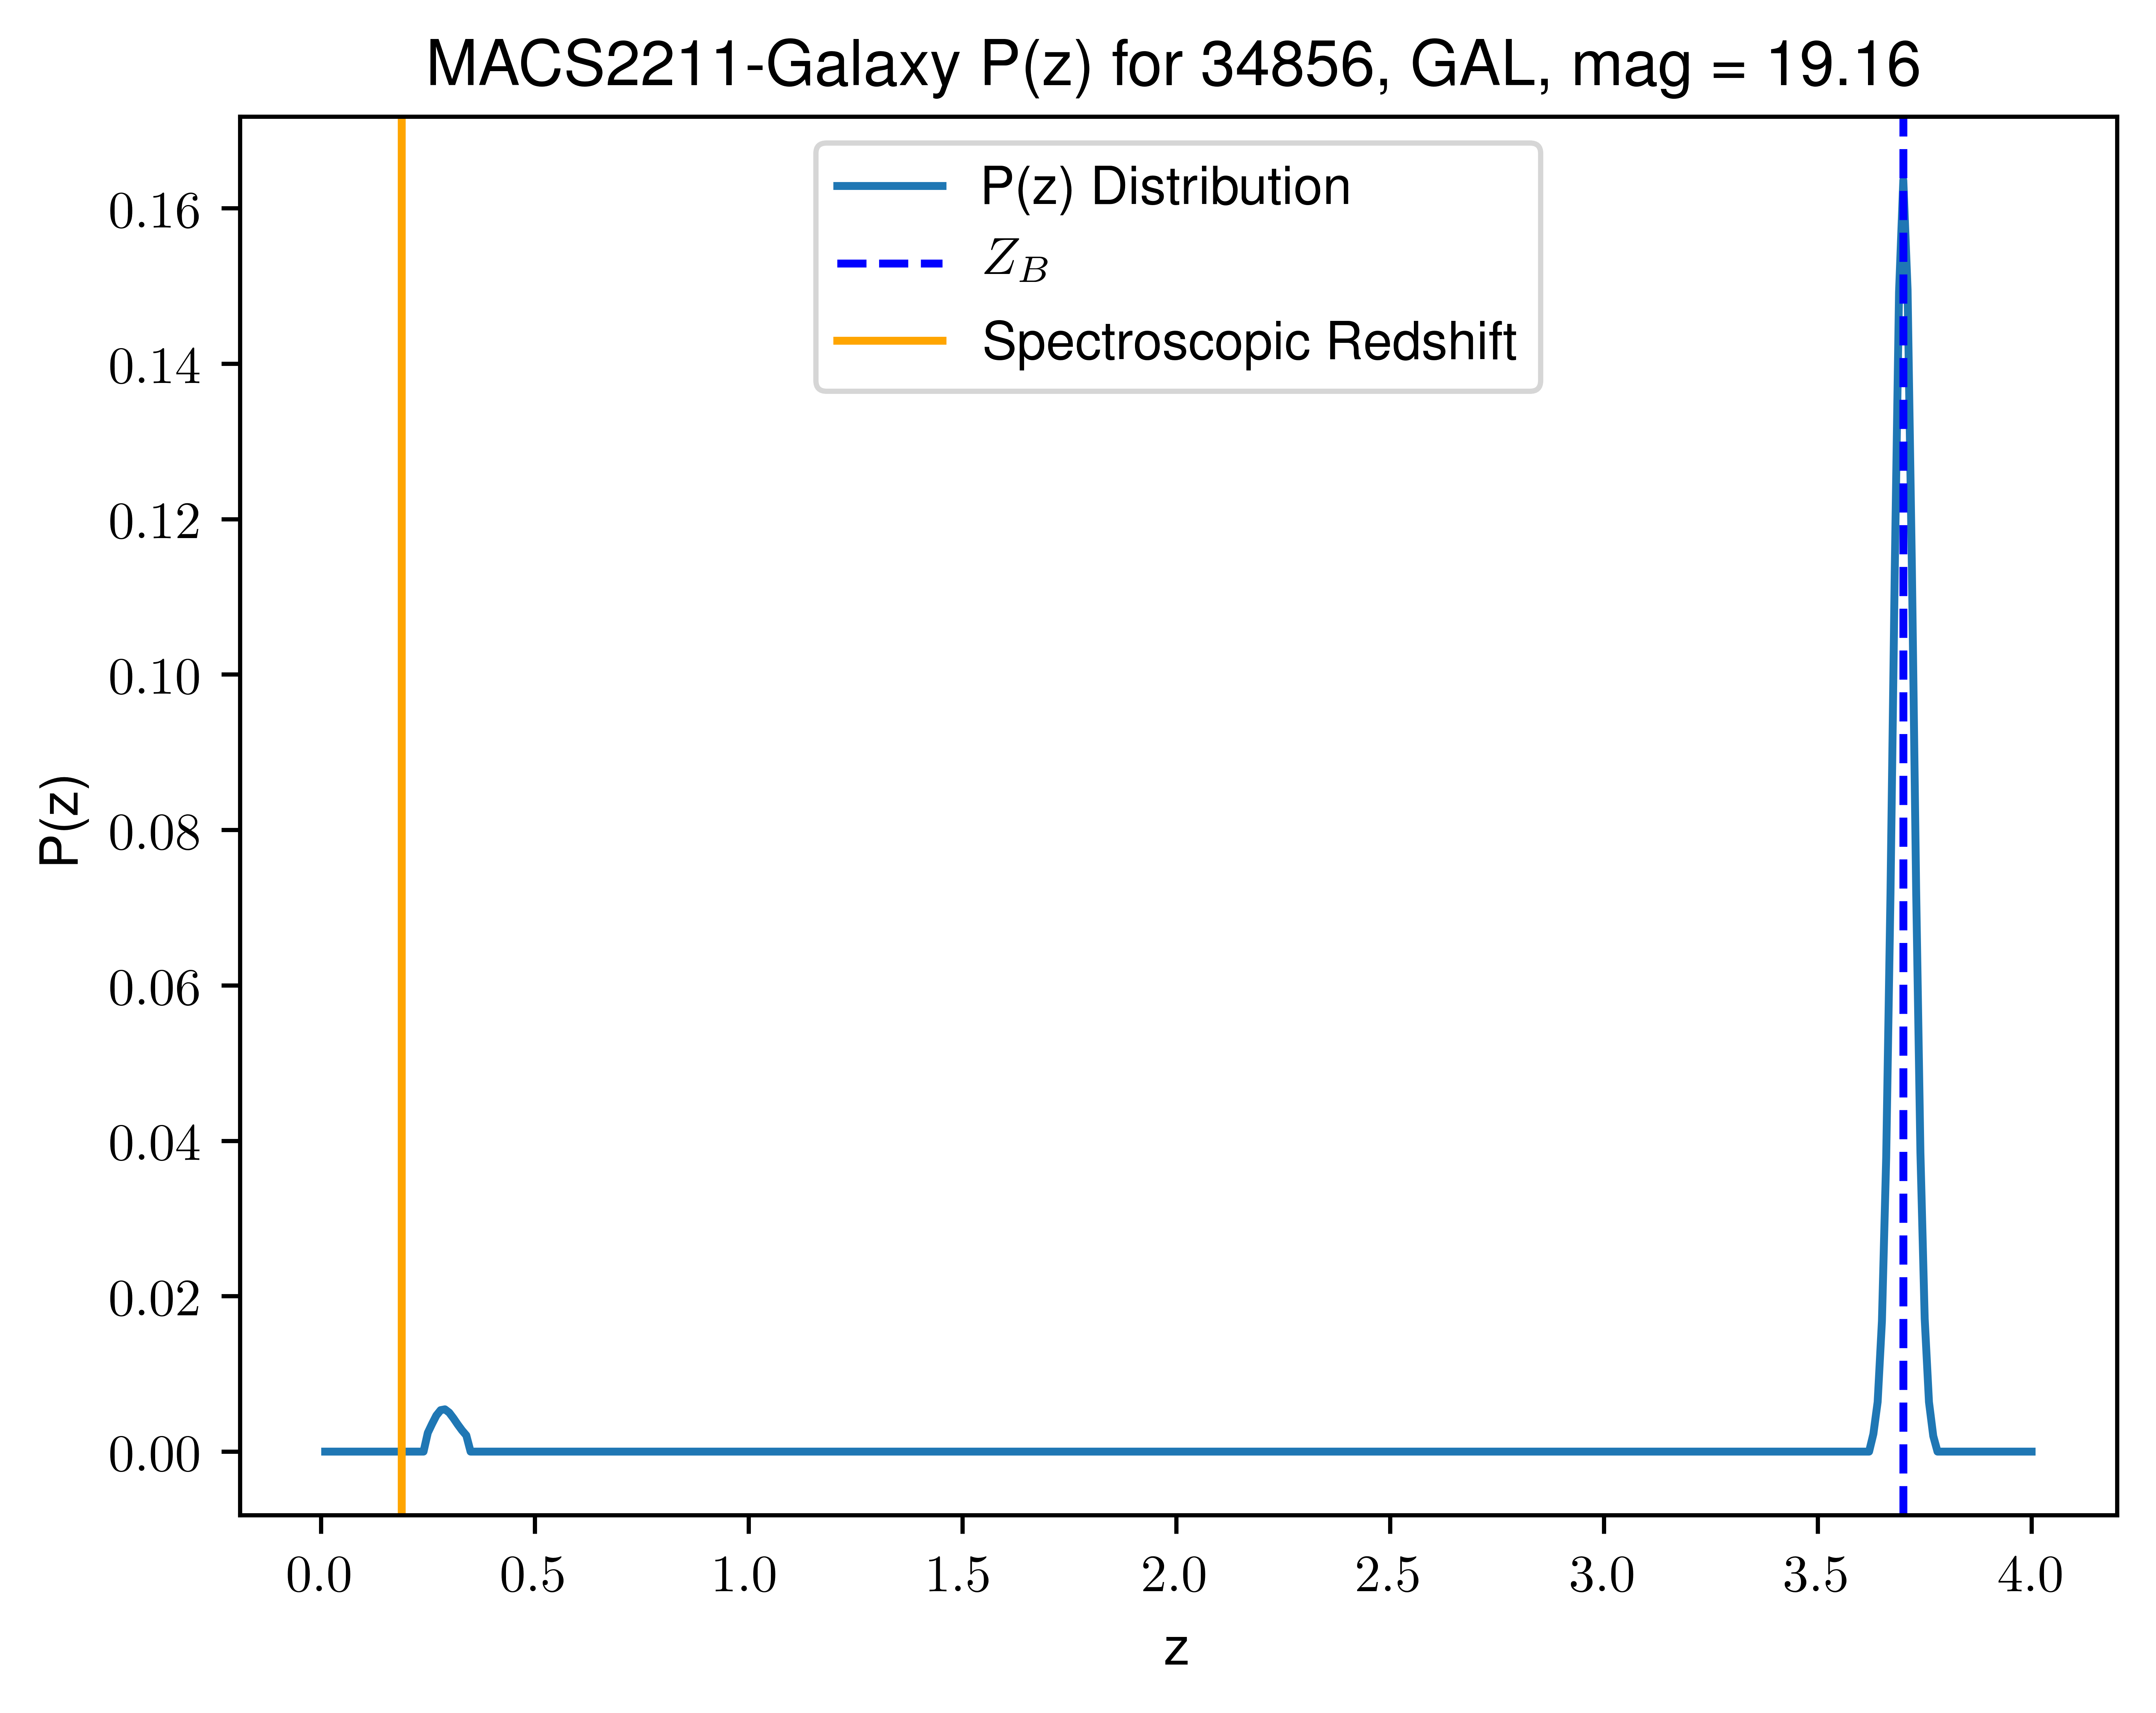 MACS2211-Galaxy P(z) for 34856, GAL, mag = 19.16
P(z) Distribution
Z_B
Spectroscopic Redshift
P(z)
0.16
0.14
0.12
0.10
0.08
0.06
0.04
0.02
0.00
0.0 0.5 1.0 1.5 2.0 2.5 3.0 3.5 4.0
z